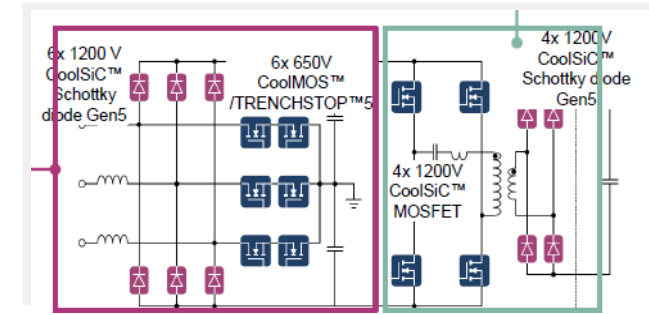 6x 1200 V
CoolSiC™
Schottky
diode Gen5
6x 650V
CoolMOS™
/TRENCHSTOP™5
4x 1200V
CoolSiC™
Schottky diode
Gen5
4x 1200V
CoolSiC™
MOSFET